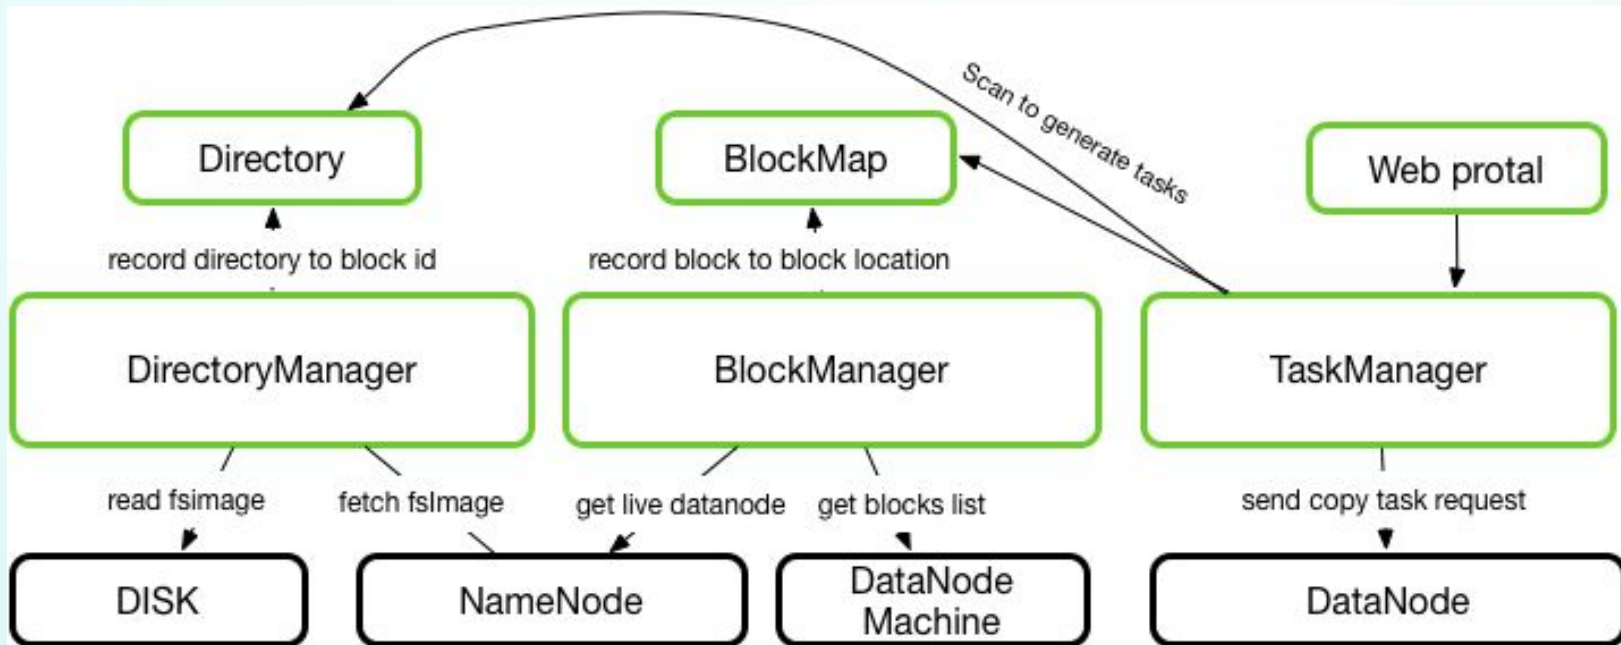 Scan to generate tasks
Directory
BlockMap
Web protal
record directory to block id
record block to block location
DirectoryManager
BlockManager
TaskManager
read fsimage
fetch fsImage
get live datanode
get blocks list
send copy task request
DISK
NameNode
DataNode
Machine
DataNode